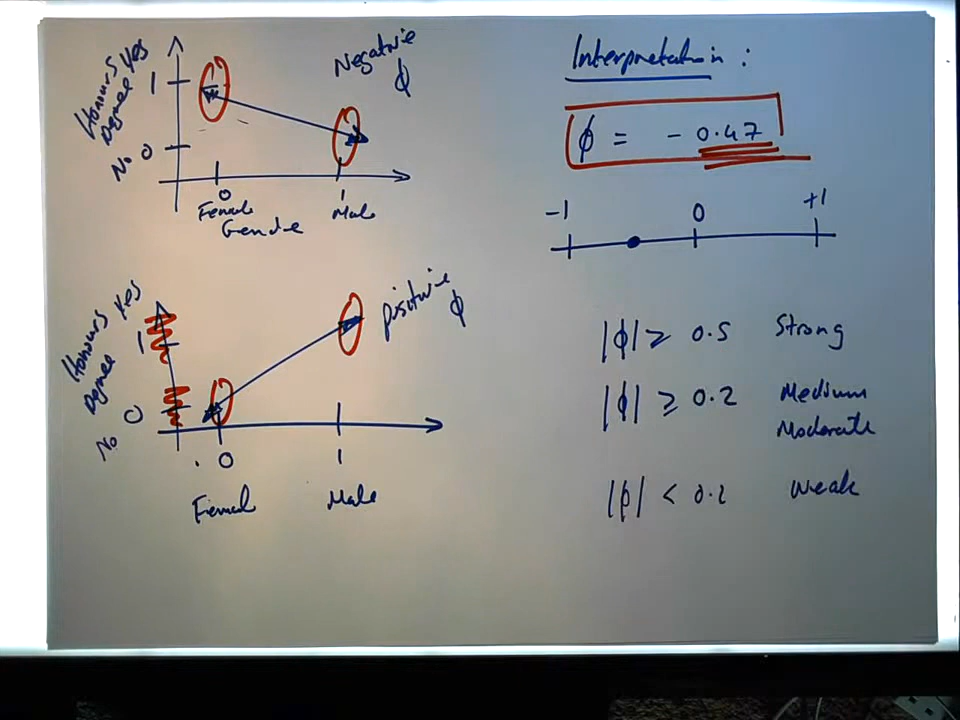 Honours Degree
Yes
1
No 0
Negative
ϕ
0
1
Female
Male
Gender
Honours Degree
Yes
1
0
No
positive
ϕ
0
1
Femal
Male
Interpretation :
ϕ = - 0.47
-1 0 +1
|ϕ| ⩾ 0.5 Strong
|ϕ| ⩾ 0.2 Medium
Moderate
|ϕ| < 0.2 Weak